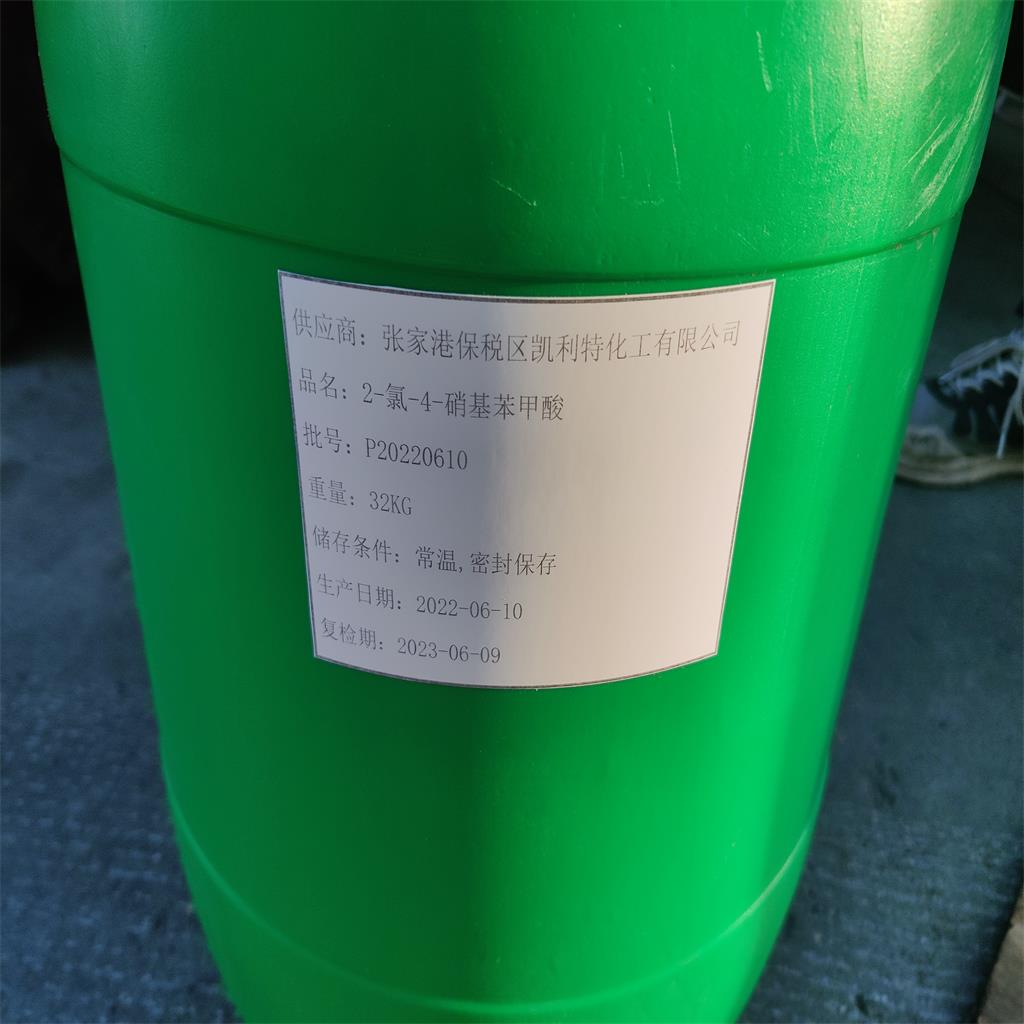 供应商：张家港保税区凯利特化工有限公司
品名：2-氯-4-硝基苯甲酸
批号：P20220610
重量：32KG
储存条件：常温,密封保存
生产日期：2022-06-10
复检期：2023-06-09